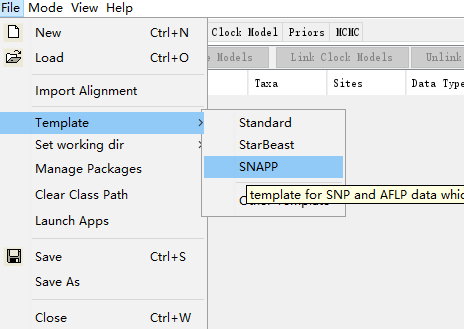 File Mode View Help
New Ctrl+N Clock Model Priors MCMC
Load Ctrl+O Models Link Clock Models Unlink
Import Alignment Taxa Sites Data Type
Template Standard
Set working dir StarBeast
Manage Packages SNAPP
Clear Class Path template for SNP and AFLP data whic
Launch Apps
Save Ctrl+S
Save As
Close Ctrl+W